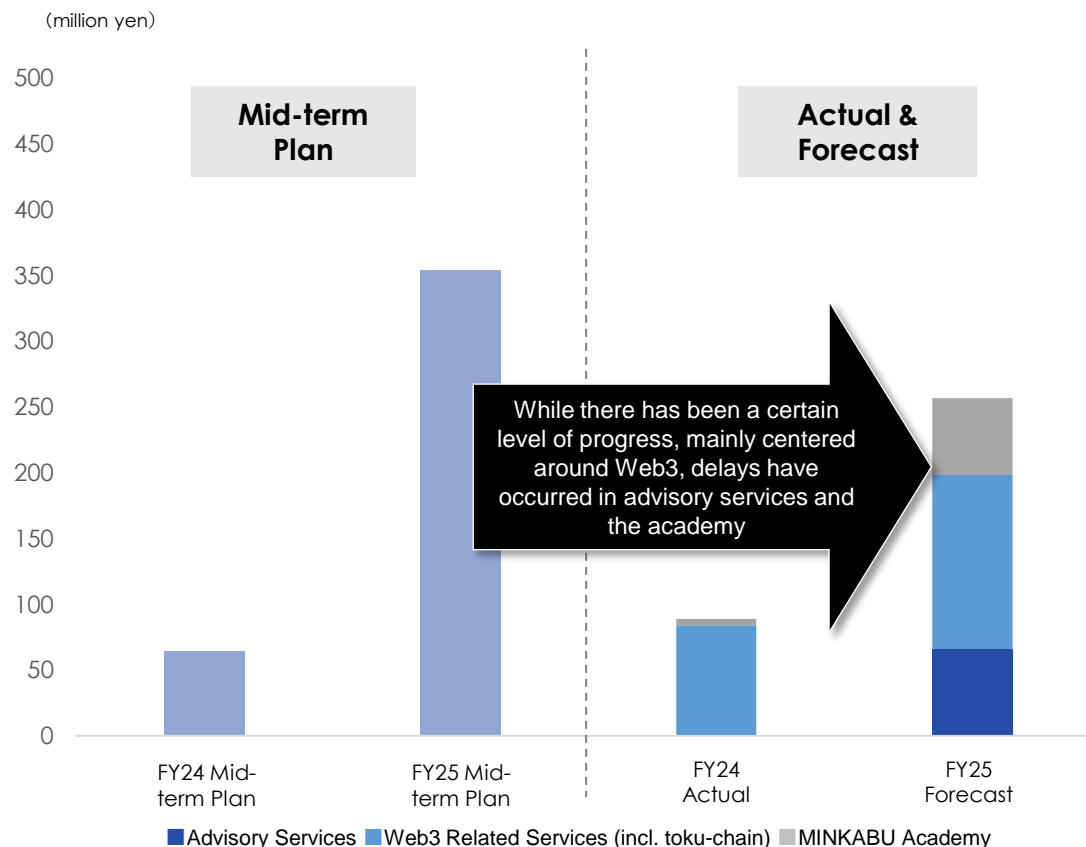 （million yen）
500
450
400
350
300
250
200
150
100
50
0
Mid-term
Plan
Actual &
Forecast
While there has been a certain
level of progress, mainly centered
around Web3, delays have
occurred in advisory services and
the academy
FY24 Mid-
term Plan
FY25 Mid-
term Plan
FY24
Actual
FY25
Forecast
Advisory Services
Web3 Related Services (incl. toku-chain)
MINKABU Academy